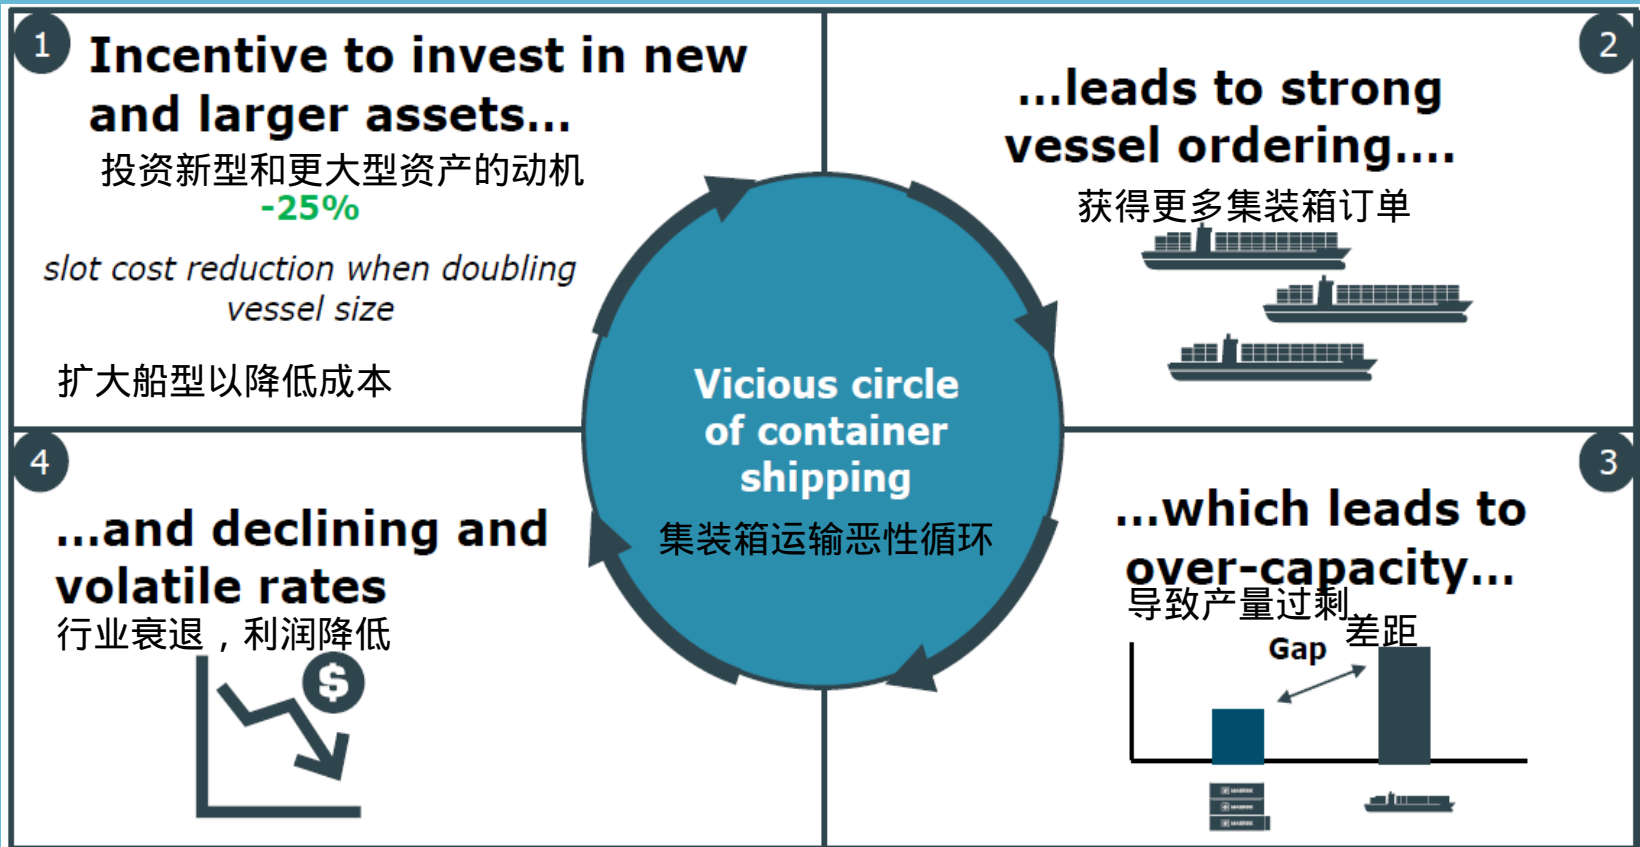 1
Incentive to invest in new
and larger assets...
投资新型和更大型资产的动机
-25%
slot cost reduction when doubling
vessel size
扩大船型以降低成本
2
...leads to strong
vessel ordering....
获得更多集装箱订单
Vicious circle
of container
shipping
集装箱运输恶性循环
3
...which leads to
over-capacity...
导致产量过剩
差距
Gap
MAERSK
MAERSK
MAERSK
4
...and declining and
volatile rates
行业衰退，利润降低
$